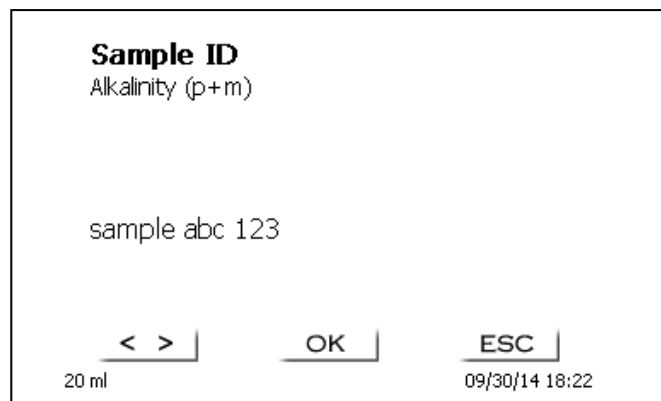 Sample ID
Alkalinity (p+m)
sample abc 123
< > OK ESC
20 ml 09/30/14 18:22